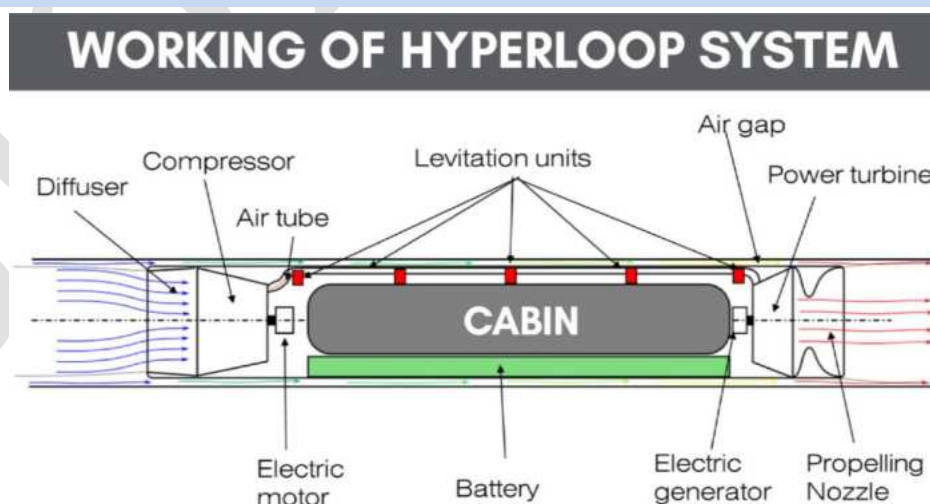 WORKING OF HYPERLOOP SYSTEM
Air gap
Compressor
Levitation units
Power turbine
Diffuser
Air tube
CABIN
Electric
motor
Battery
Electric
generator
Propelling
Nozzle